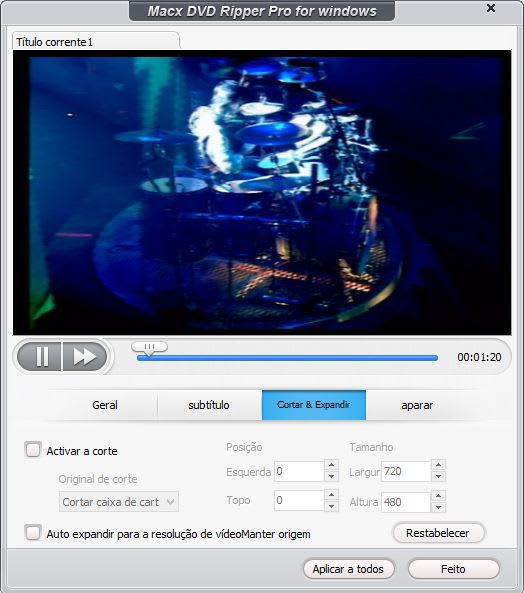 Macx DVD Ripper Pro for windows
Título corrente1
00:01:20
Geral
subtítulo
Cortar & Expandir
aparar
Activar a corte
Original de corte
Cortar caixa de cart
Posição
Esquerda 0
Topo 0
Tamanho
Largur 720
Altura 480
Auto expandir para a resolução de vídeoManter origem
Restabelecer
Aplicar a todos
Feito